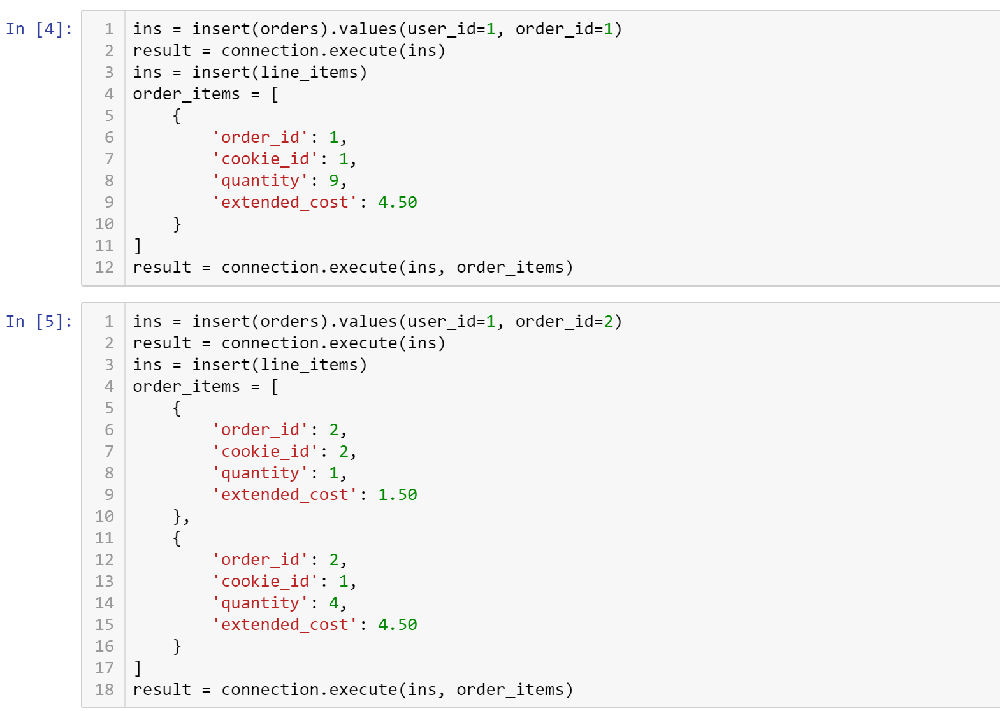 In [4]:
1 ins = insert(orders).values(user_id=1, order_id=1)
2 result = connection.execute(ins)
3 ins = insert(line_items)
4 order_items = [
5     {
6         'order_id': 1,
7         'cookie_id': 1,
8         'quantity': 9,
9         'extended_cost': 4.50
10     }
11 ]
12 result = connection.execute(ins, order_items)
In [5]:
1 ins = insert(orders).values(user_id=1, order_id=2)
2 result = connection.execute(ins)
3 ins = insert(line_items)
4 order_items = [
5     {
6         'order_id': 2,
7         'cookie_id': 2,
8         'quantity': 1,
9         'extended_cost': 1.50
10     },
11     {
12         'order_id': 2,
13         'cookie_id': 1,
14         'quantity': 4,
15         'extended_cost': 4.50
16     }
17 ]
18 result = connection.execute(ins, order_items)